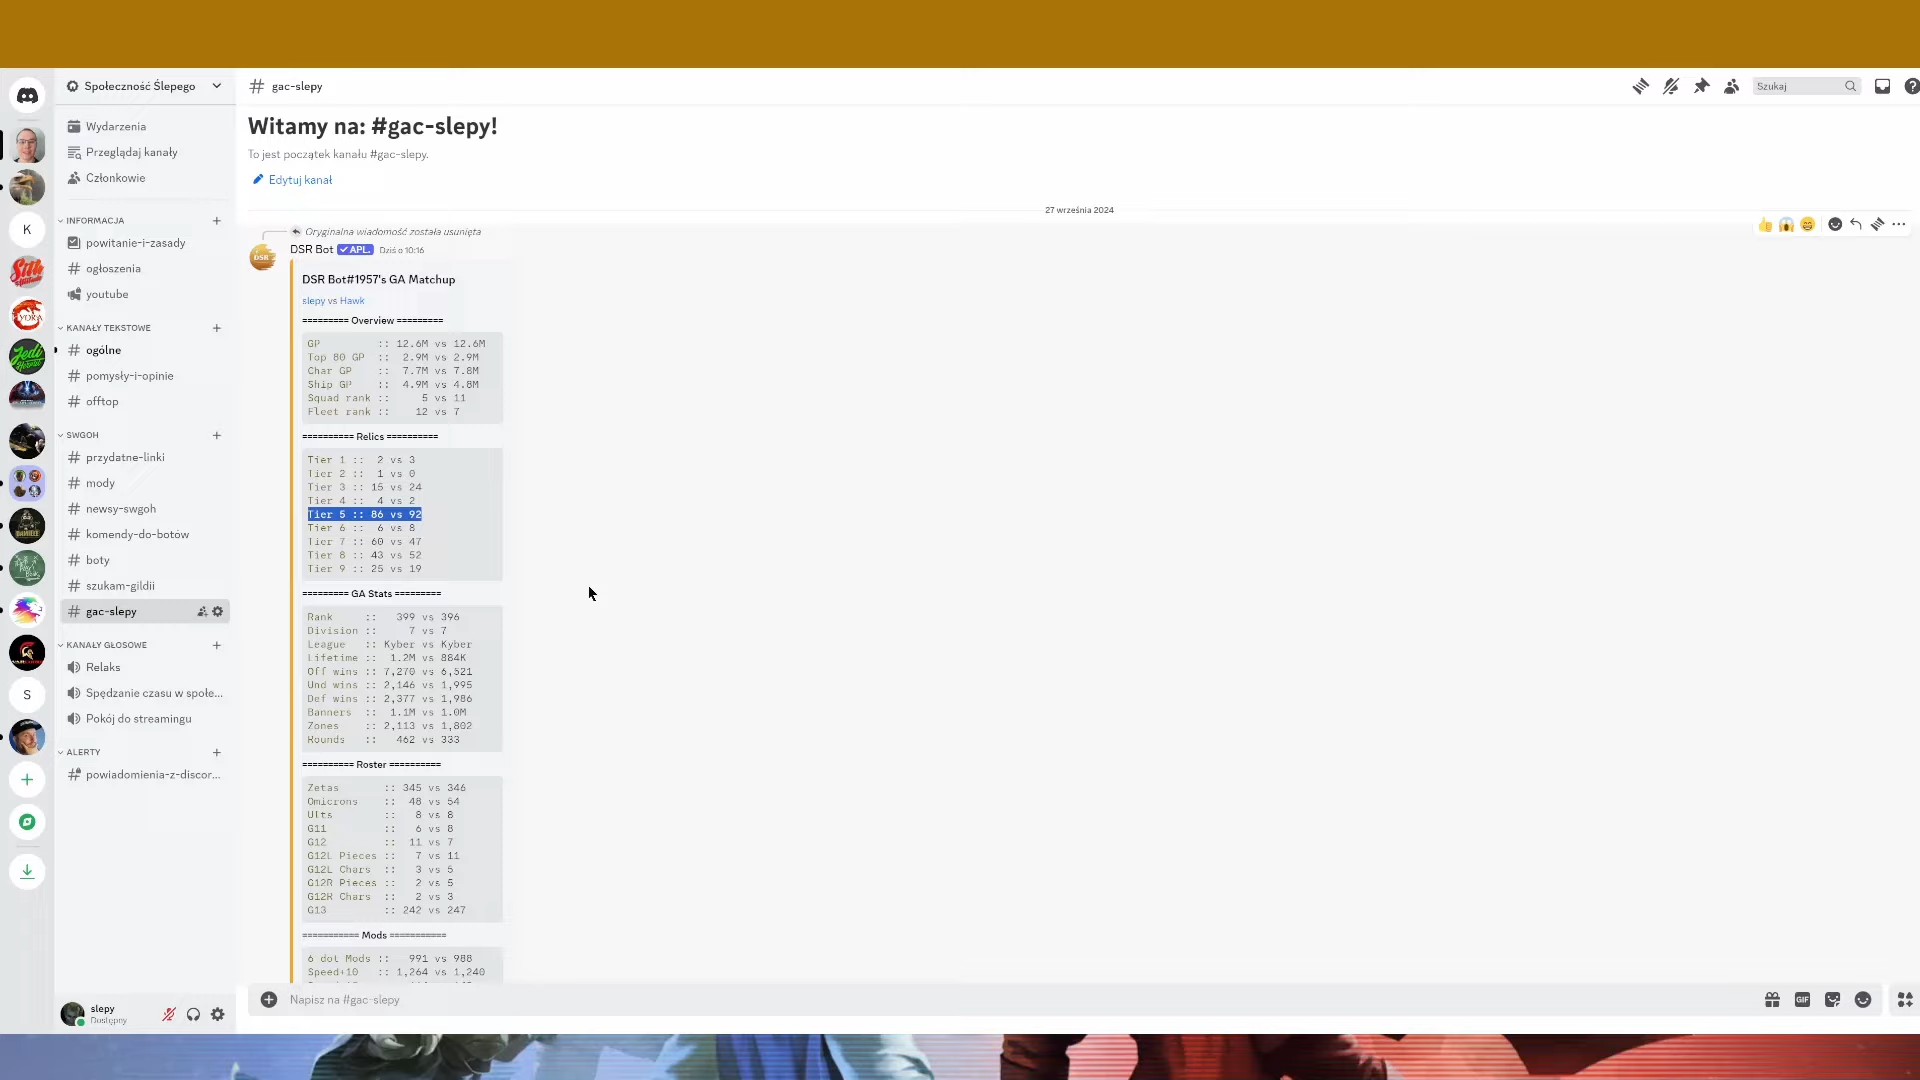 Społeczność Ślepego
Wydarzenia
Przeglądaj kanały
Członkowie
INFORMACJA
powitanie-i-zasady
ogłoszenia
youtube
KANAŁY TEKSTOWE
ogólne
pomysły-i-opinie
offtop
SWGOH
przydatne-linki
mody
newsy-swgoh
komendy-do-botów
boty
szukam-gildii
gac-slepy
KANAŁY GŁOSOWE
Relaks
Spędzanie czasu w społe...
Pokój do streamingu
ALERTY
powiadomienia-z-discor...
slepy
Dostępny
K
S
gac-slepy
Szukaj
Witamy na: #gac-slepy!
To jest początek kanału #gac-slepy.
Edytuj kanał
27 września 2024
Oryginalna wiadomość została usunięta
DSR
DSR Bot APL. Dziś o 10:16
DSR Bot#1957's GA Matchup
slepy vs Hawk
========= Overview =========
GP :: 12.6M vs 12.6M
Top 80 GP :: 2.9M vs 2.9M
Char GP :: 7.7M vs 7.8M
Ship GP :: 4.9M vs 4.8M
Squad rank :: 5 vs 11
Fleet rank :: 12 vs 7
========== Relics ==========
Tier 1 :: 2 vs 3
Tier 2 :: 1 vs 0
Tier 3 :: 15 vs 24
Tier 4 :: 4 vs 2
Tier 5 :: 86 vs 92
Tier 6 :: 6 vs 8
Tier 7 :: 60 vs 47
Tier 8 :: 43 vs 52
Tier 9 :: 25 vs 19
========= GA Stats =========
Rank :: 399 vs 396
Division :: 7 vs 7
League :: Kyber vs Kyber
Lifetime :: 1.2M vs 884K
Off wins :: 7,270 vs 6,521
Und wins :: 2,146 vs 1,995
Def wins :: 2,377 vs 1,986
Banners :: 1.1M vs 1.0M
Zones :: 2,113 vs 1,802
Rounds :: 462 vs 333
========== Roster ==========
Zetas :: 345 vs 346
Omicrons :: 48 vs 54
Ults :: 8 vs 8
G11 :: 6 vs 8
G12 :: 11 vs 7
G12L Pieces :: 7 vs 11
G12L Chars :: 3 vs 5
G12R Pieces :: 2 vs 5
G12R Chars :: 2 vs 3
G13 :: 242 vs 247
=========== Mods ===========
6 dot Mods :: 991 vs 988
Speed+10 :: 1,264 vs 1,240
Napisz na #gac-slepy
GIF